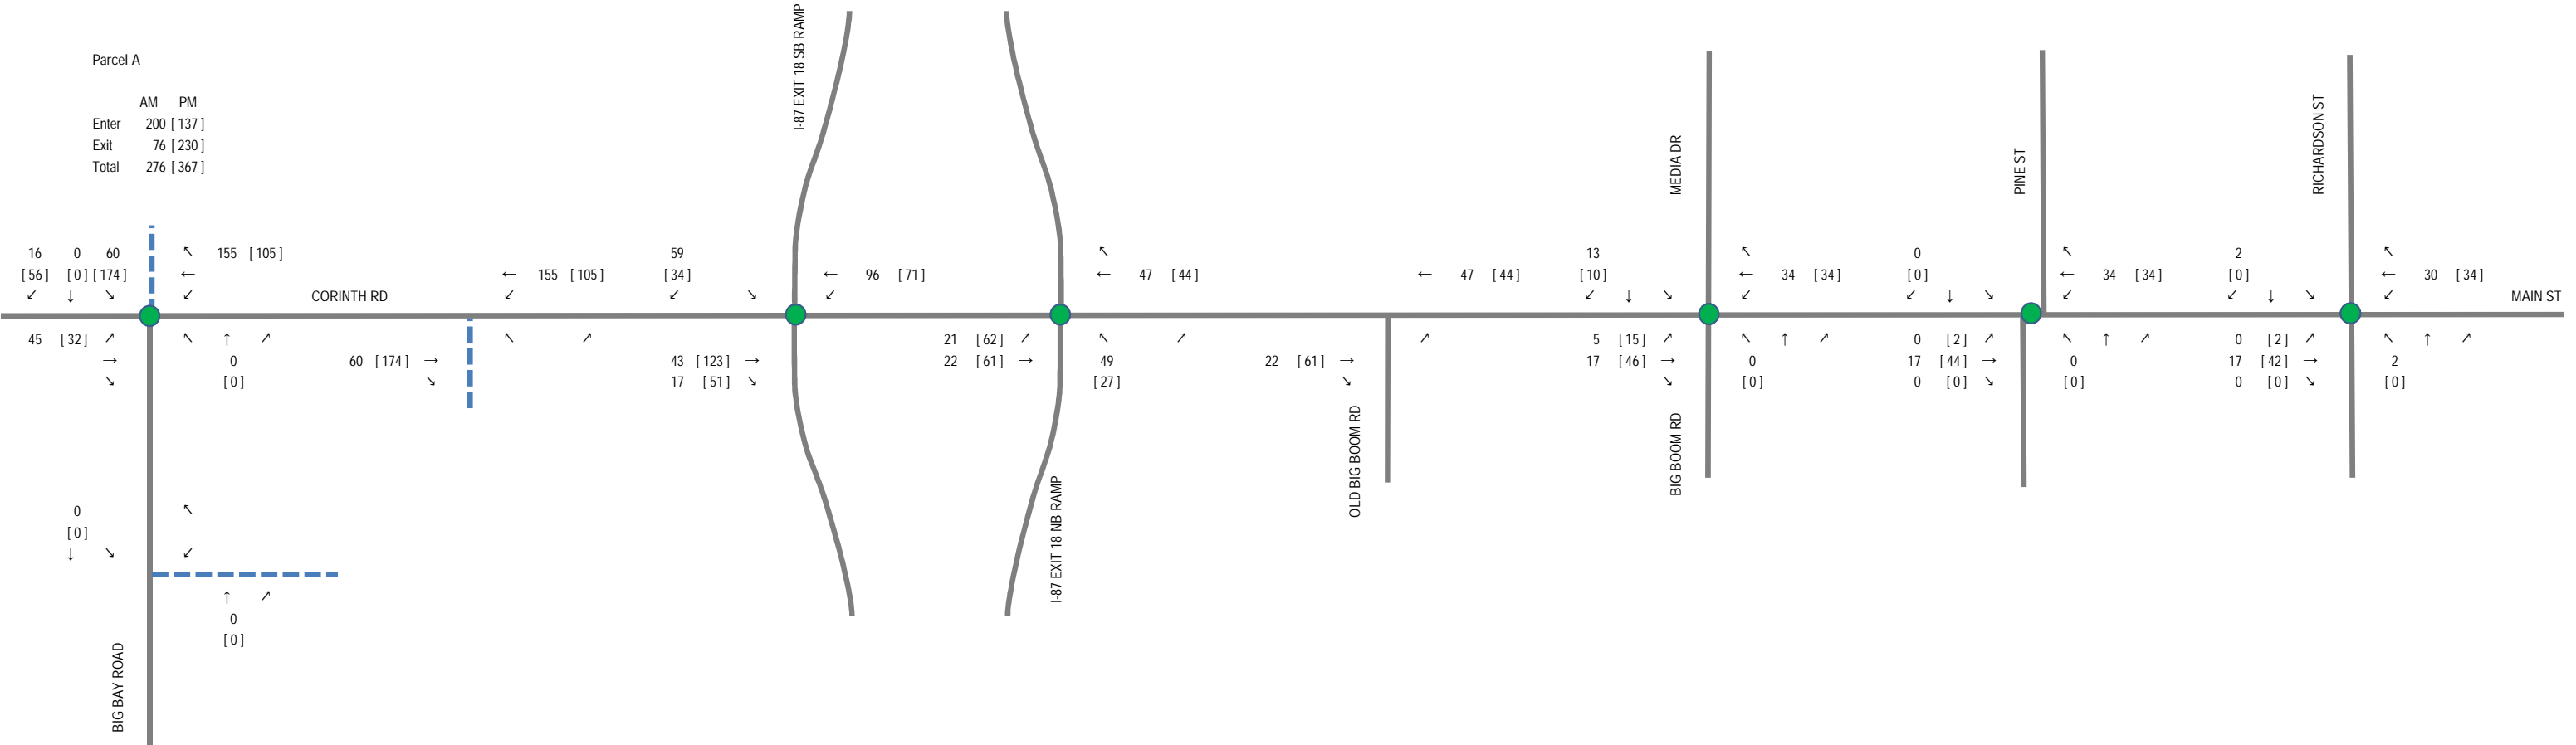 Parcel A
AM PM
Enter 200 [ 137 ]
Exit 76 [ 230 ]
Total 276 [ 367 ]
I-87 EXIT 18 SB RAMP
MEDIA DR
PINE ST
RICHARDSON ST
16 0 60 ↖ 155 [ 105 ] 59 ↖ 13 ↖ 0 ↖ 2 ↖
[ 56 ] [ 0 ] [ 174 ] ← ← 155 [ 105 ] [ 34 ] ← 96 [ 71 ] ← 47 [ 44 ] ← 47 [ 44 ] [ 10 ] ← 34 [ 34 ] [ 0 ] ← 34 [ 34 ] [ 0 ] ← 30 [ 34 ]
↙ ↓ ↘ ↙ CORINTH RD ↙ ↙ ↘ ↙ ↙ ↓ ↘ ↙ ↙ ↓ ↘ ↙ ↙ ↓ ↘ ↙ MAIN ST
45 [ 32 ] ↗ ↖ ↑ ↗ ↖ ↗ 21 [ 62 ] ↗ ↖ ↗ ↗ 5 [ 15 ] ↗ ↖ ↑ ↗ 0 [ 2 ] ↗ ↖ ↑ ↗ 0 [ 2 ] ↗ ↖ ↑ ↗
→ 0 60 [ 174 ] → 43 [ 123 ] → 22 [ 61 ] → 49 22 [ 61 ] → 17 [ 46 ] → 0 17 [ 44 ] → 0 17 [ 42 ] → 2
↘ [ 0 ] ↘ 17 [ 51 ] ↘ [ 27 ] ↘ ↘ [ 0 ] 0 [ 0 ] ↘ [ 0 ] 0 [ 0 ] ↘ [ 0 ]
OLD BIG BOOM RD
BIG BOOM RD
I-87 EXIT 18 NB RAMP
0 ↖
[ 0 ]
↓ ↘ ↙
↑ ↗
0
[ 0 ]
BIG BAY ROAD